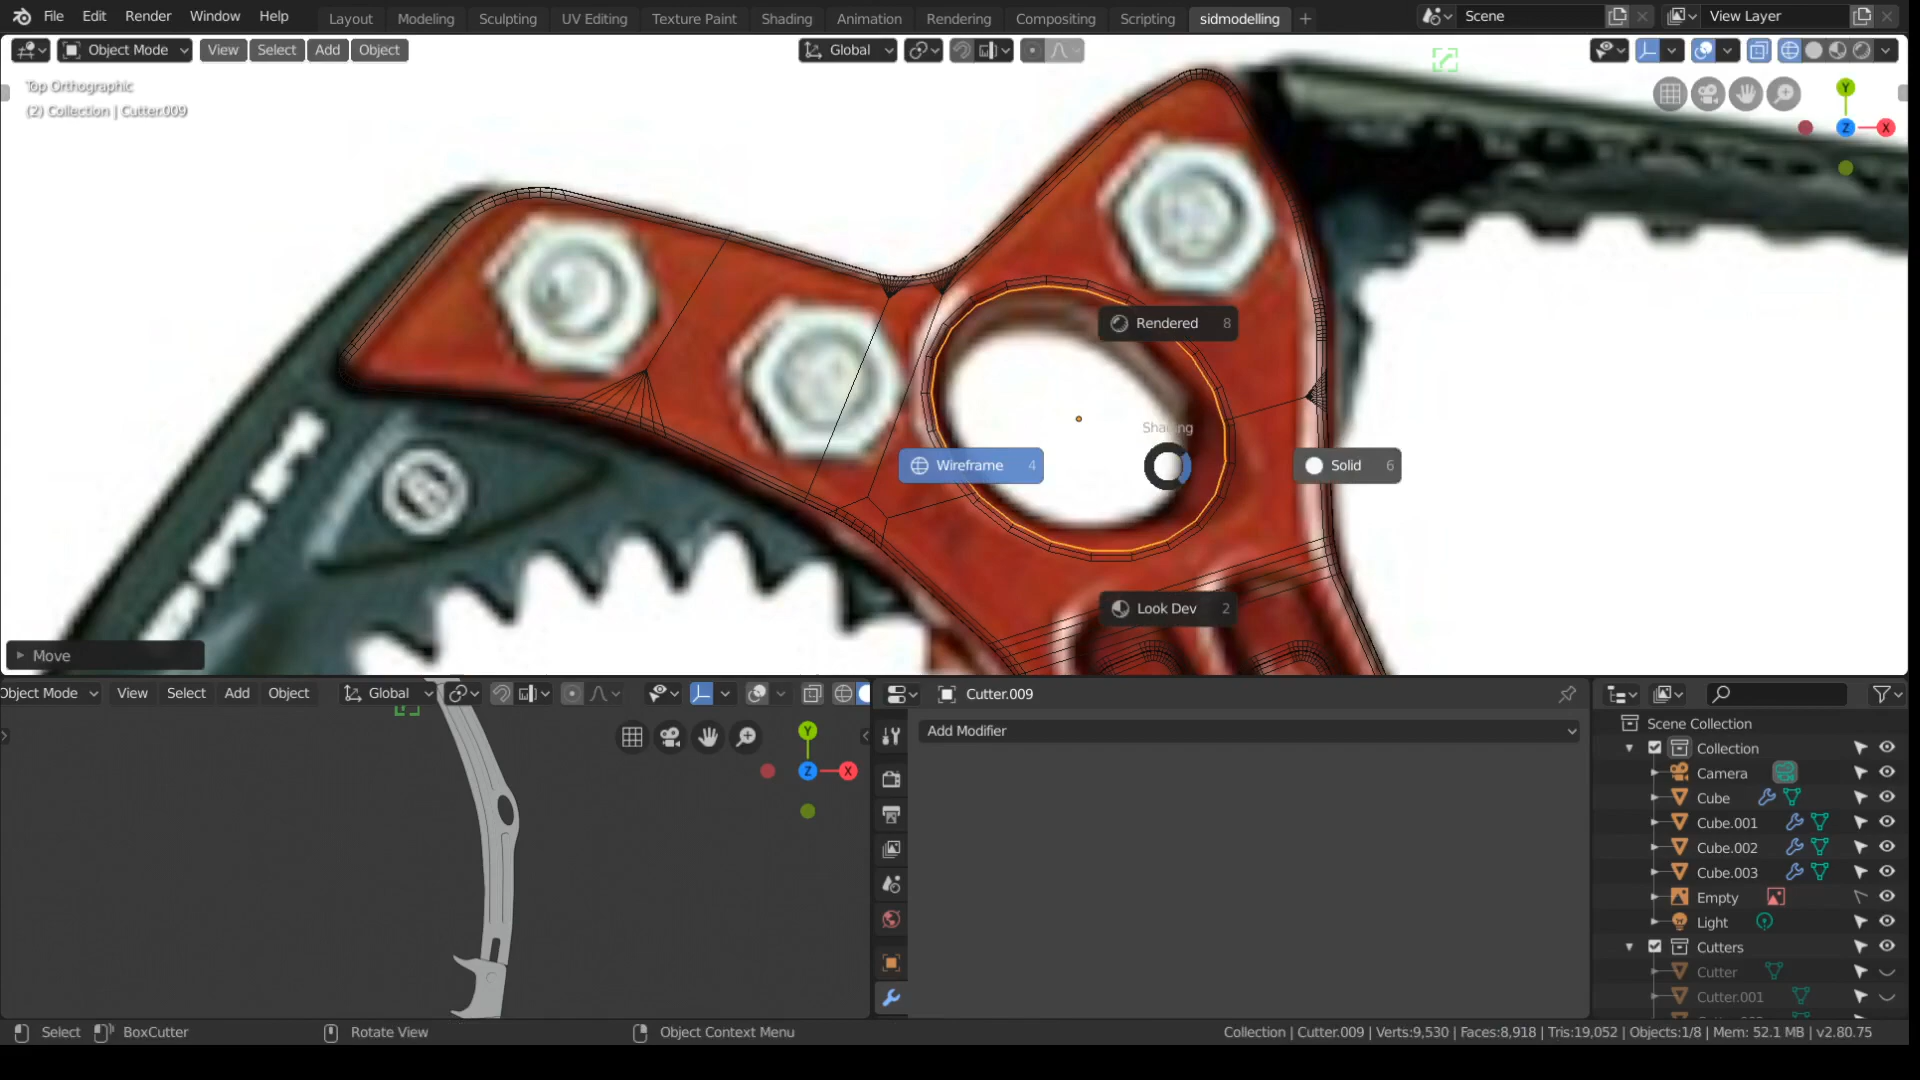 File Edit Render Window Help Layout Modeling Sculpting UV Editing Texture Paint Shading Animation Rendering Compositing Scripting sidmodelling + Scene View Layer
Object Mode View Select Add Object Global
Top Orthographic
(2) Collection | Cutter.009
Y
Z X
Rendered 8
Shading
Wireframe 4
Solid 6
Look Dev 2
Move
Object Mode View Select Add Object Global
Y
Z X
Cutter.009
Add Modifier
Scene Collection
Collection
Camera
Cube
Cube.001
Cube.002
Cube.003
Empty
Light
Cutters
Cutter
Cutter.001
Select BoxCutter Rotate View Object Context Menu Collection | Cutter.009 | Verts:9,530 | Faces:8,918 | Tris:19,052 | Objects:1/8 | Mem: 52.1 MB | v2.80.75